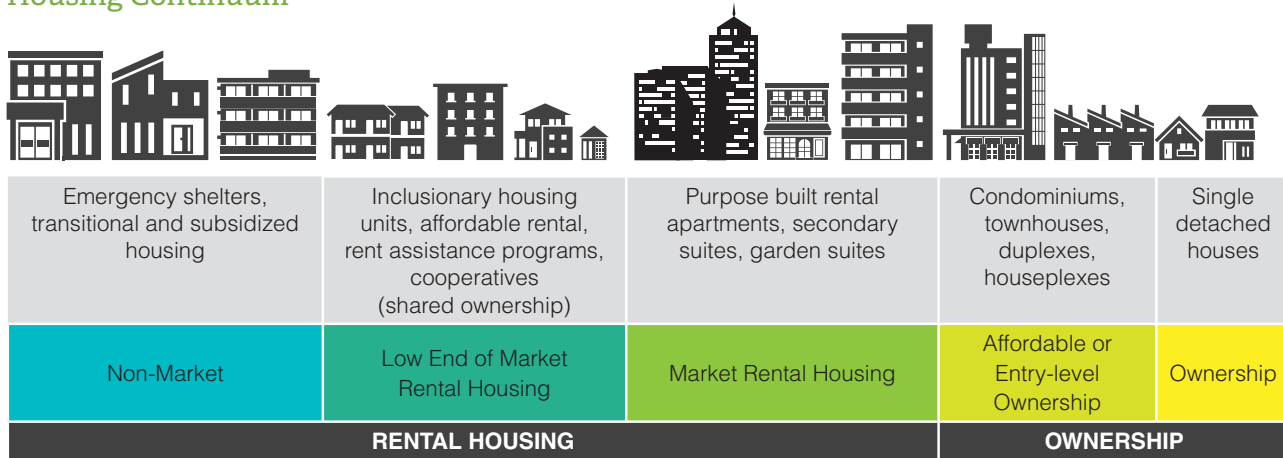 Housing Continuum
Emergency shelters,
transitional and subsidized
housing
Inclusionary housing
units, affordable rental,
rent assistance programs,
cooperatives
(shared ownership)
Purpose built rental
apartments, secondary
suites, garden suites
Condominiums,
townhouses,
duplexes,
houseplexes
Single
detached
houses
Non-Market
Low End of Market
Rental Housing
Market Rental Housing
Affordable or
Entry-level
Ownership
Ownership
RENTAL HOUSING
OWNERSHIP